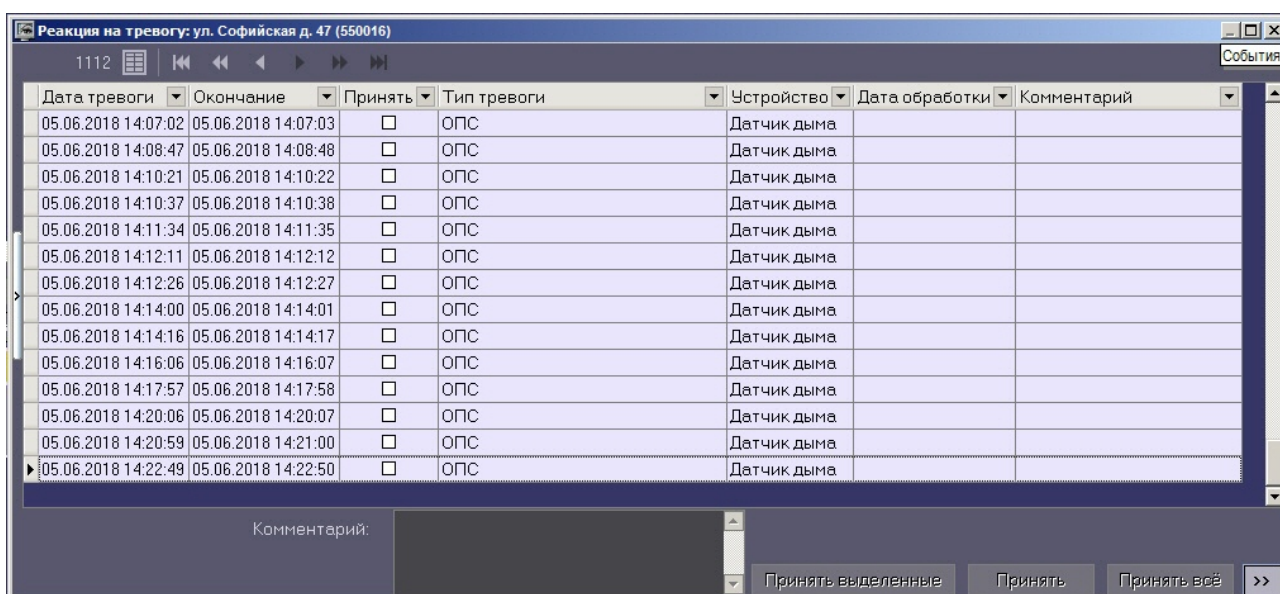 Реакция на тревогу: ул. Софийская д. 47 (550016)
1112
События
Дата тревоги Окончание Принять Тип тревоги Устройство Дата обработки Комментарий
05.06.2018 14:07:02 05.06.2018 14:07:03 ОПС Датчик дыма
05.06.2018 14:08:47 05.06.2018 14:08:48 ОПС Датчик дыма
05.06.2018 14:10:21 05.06.2018 14:10:22 ОПС Датчик дыма
05.06.2018 14:10:37 05.06.2018 14:10:38 ОПС Датчик дыма
05.06.2018 14:11:34 05.06.2018 14:11:35 ОПС Датчик дыма
05.06.2018 14:12:11 05.06.2018 14:12:12 ОПС Датчик дыма
05.06.2018 14:12:26 05.06.2018 14:12:27 ОПС Датчик дыма
05.06.2018 14:14:00 05.06.2018 14:14:01 ОПС Датчик дыма
05.06.2018 14:14:16 05.06.2018 14:14:17 ОПС Датчик дыма
05.06.2018 14:16:06 05.06.2018 14:16:07 ОПС Датчик дыма
05.06.2018 14:17:57 05.06.2018 14:17:58 ОПС Датчик дыма
05.06.2018 14:20:06 05.06.2018 14:20:07 ОПС Датчик дыма
05.06.2018 14:20:59 05.06.2018 14:21:00 ОПС Датчик дыма
05.06.2018 14:22:49 05.06.2018 14:22:50 ОПС Датчик дыма
Комментарий:
Принять выделенные Принять Принять всё >>